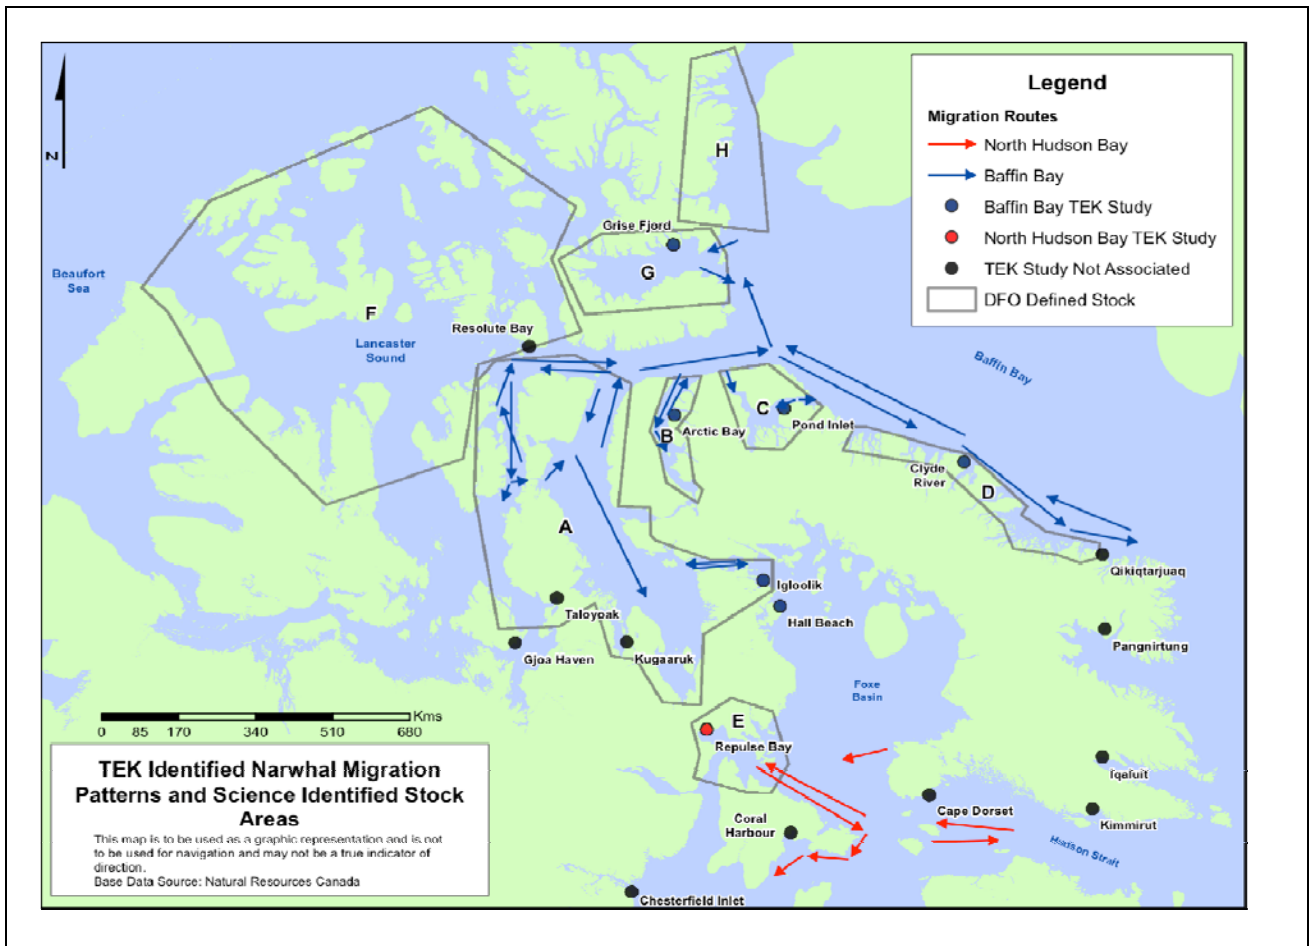 N
Legend
Migration Routes
North Hudson Bay
Baffin Bay
Baffin Bay TEK Study
North Hudson Bay TEK Study
TEK Study Not Associated
DFO Defined Stock
H
Grise Fjord
G
Beaufort
Sea
F
Resolute Bay
Lancaster
Sound
Baffin Bay
C
Pond Inlet
B
Arctic Bay
Clyde
River
D
A
Qikiqtarjuaq
Igloolik
Hall Beach
Taloyoak
Gjoa Haven
Kugaaruk
Pangnirtung
Foxe
Basin
E
Repulse Bay
Kms
0 85 170 340 510 680
Iqaluit
Cape Dorset
Kimmirut
Coral
Harbour
Hudson Strait
Chesterfield Inlet
TEK Identified Narwhal Migration
Patterns and Science Identified Stock
Areas
This map is to be used as a graphic representation and is not
to be used for navigation and may not be a true indicator of
direction.
Base Data Source: Natural Resources Canada